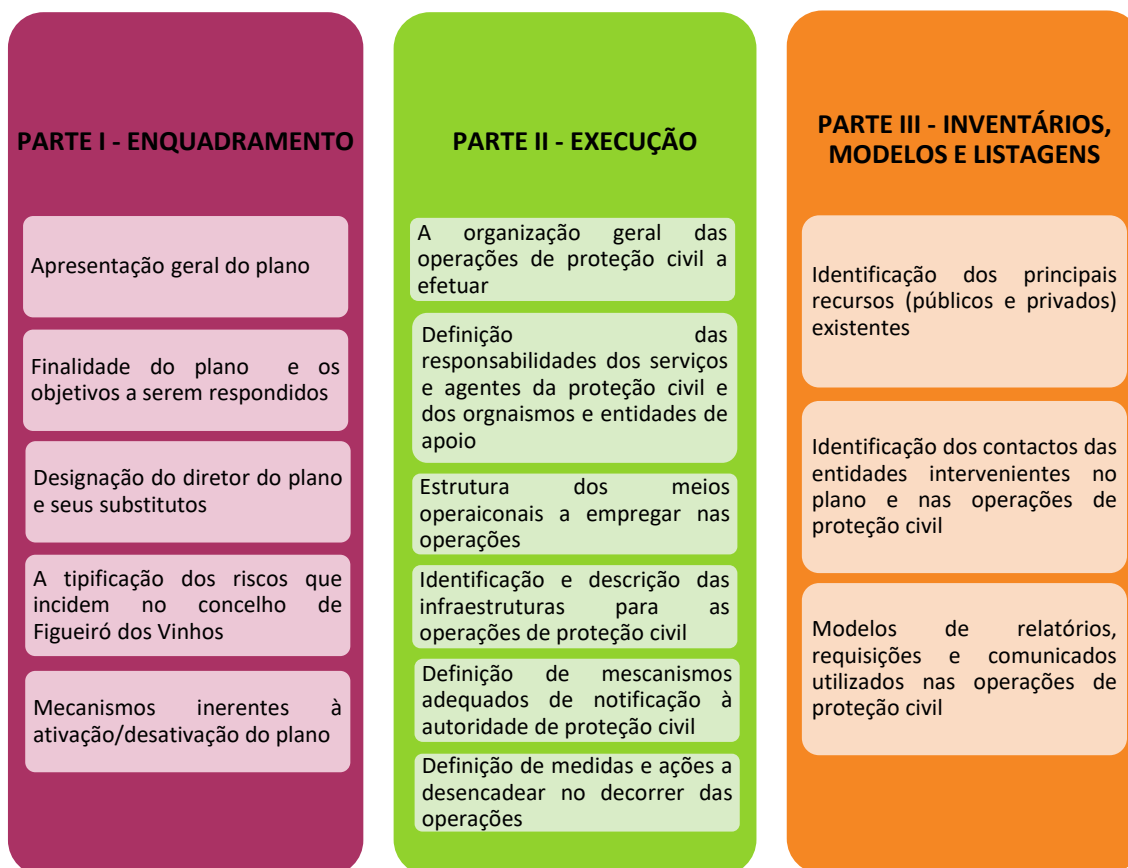 PARTE I - ENQUADRAMENTO
Apresentação geral do plano
Finalidade do plano e os
objetivos a serem respondidos
Designação do diretor do plano
e seus substitutos
A tipificação dos riscos que
incidem no concelho de
Figueiró dos Vinhos
Mecanismos inerentes à
ativação/desativação do plano
PARTE II - EXECUÇÃO
A organização geral das
operações de proteção civil a
efetuar
Definição das
responsabilidades dos serviços
e agentes da proteção civil e
dos orgnaismos e entidades de
apoio
Estrutura dos meios
operaiconais a empregar nas
operações
Identificação e descrição das
infraestruturas para as
operações de proteção civil
Definição de mescanismos
adequados de notificação à
autoridade de proteção civil
Definição de medidas e ações a
desencadear no decorrer das
operações
PARTE III - INVENTÁRIOS,
MODELOS E LISTAGENS
Identificação dos principais
recursos (públicos e privados)
existentes
Identificação dos contactos das
entidades intervenientes no
plano e nas operações de
proteção civil
Modelos de relatórios,
requisições e comunicados
utilizados nas operações de
proteção civil